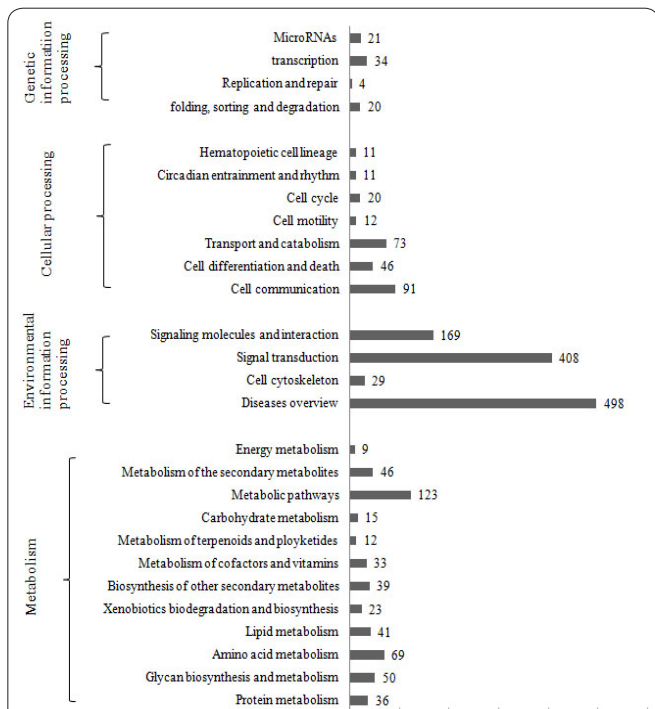 Genetic
information
processing
MicroRNAs 21
transcription 34
Replication and repair 4
folding, sorting and degradation 20
Cellular processing
Hematopoietic cell lineage 11
Circadian entrainment and rhythm 11
Cell cycle 20
Cell motility 12
Transport and catabolism 73
Cell differentiation and death 46
Cell communication 91
Environmental
information
processing
Signaling molecules and interaction 169
Signal transduction 408
Cell cytoskeleton 29
Diseases overview 498
Metabolism
Energy metabolism 9
Metabolism of the secondary metabolites 46
Metabolic pathways 123
Carbohydrate metabolism 15
Metabolism of terpenoids and ployketides 12
Metabolism of cofactors and vitamins 33
Biosynthesis of other secondary metabolites 39
Xenobiotics biodegradation and biosynthesis 23
Lipid metabolism 41
Amino acid metabolism 69
Glycan biosynthesis and metabolism 50
Protein metabolism 36